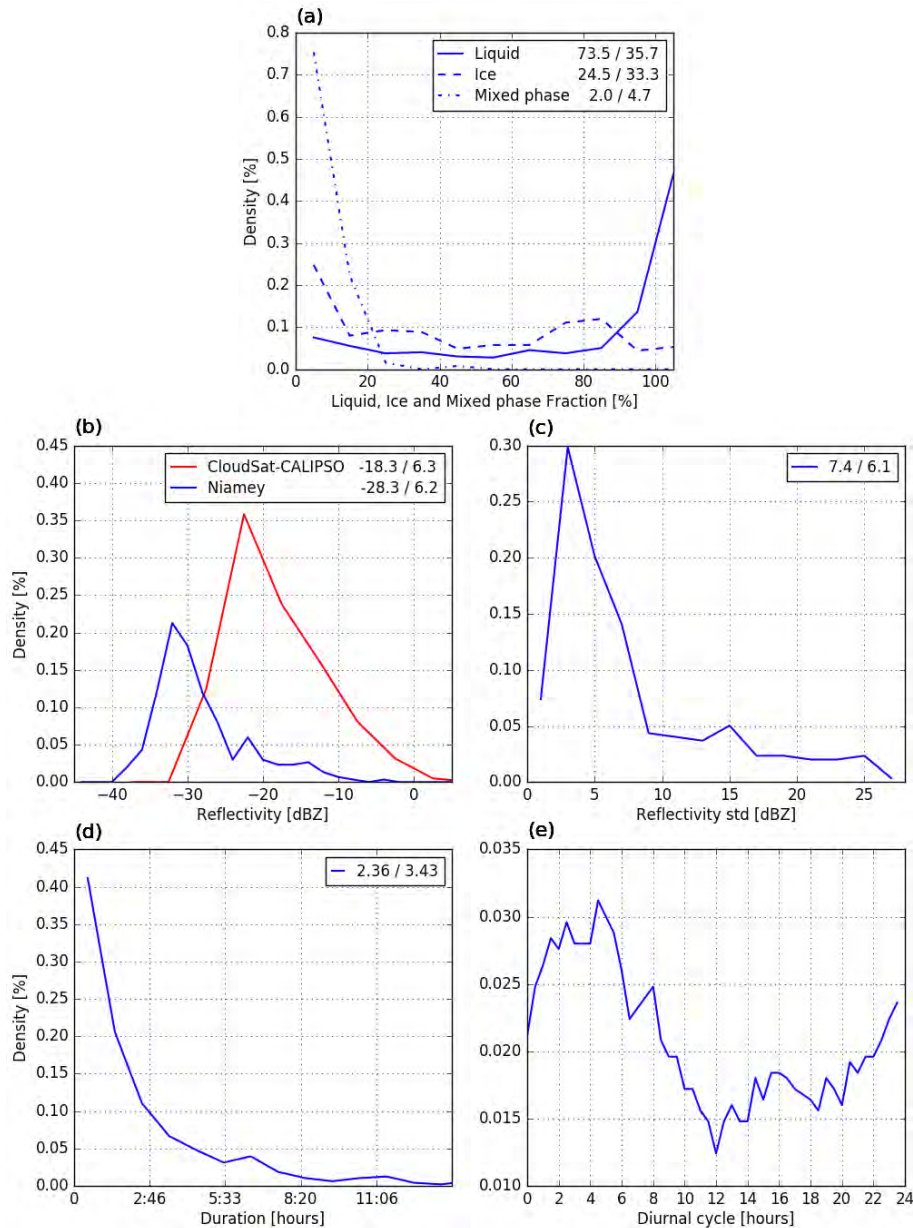 (a)
0.8
0.7
0.6
0.5
0.4
0.3
0.2
0.1
0.0
Density [%]
Liquid 73.5 / 35.7
Ice 24.5 / 33.3
Mixed phase 2.0 / 4.7
0 20 40 60 80 100
Liquid, Ice and Mixed phase Fraction [%]
(b)
0.45
0.40
0.35
0.30
0.25
0.20
0.15
0.10
0.05
0.00
Density [%]
CloudSat-CALIPSO -18.3 / 6.3
Niamey -28.3 / 6.2
−40 −30 −20 −10 0
Reflectivity [dBZ]
(c)
0.30
0.25
0.20
0.15
0.10
0.05
0.00
7.4 / 6.1
0 5 10 15 20 25
Reflectivity std [dBZ]
(d)
0.45
0.40
0.35
0.30
0.25
0.20
0.15
0.10
0.05
0.00
Density [%]
2.36 / 3.43
0 2:46 5:33 8:20 11:06
Duration [hours]
(e)
0.035
0.030
0.025
0.020
0.015
0.010
0 2 4 6 8 10 12 14 16 18 20 22 24
Diurnal cycle [hours]